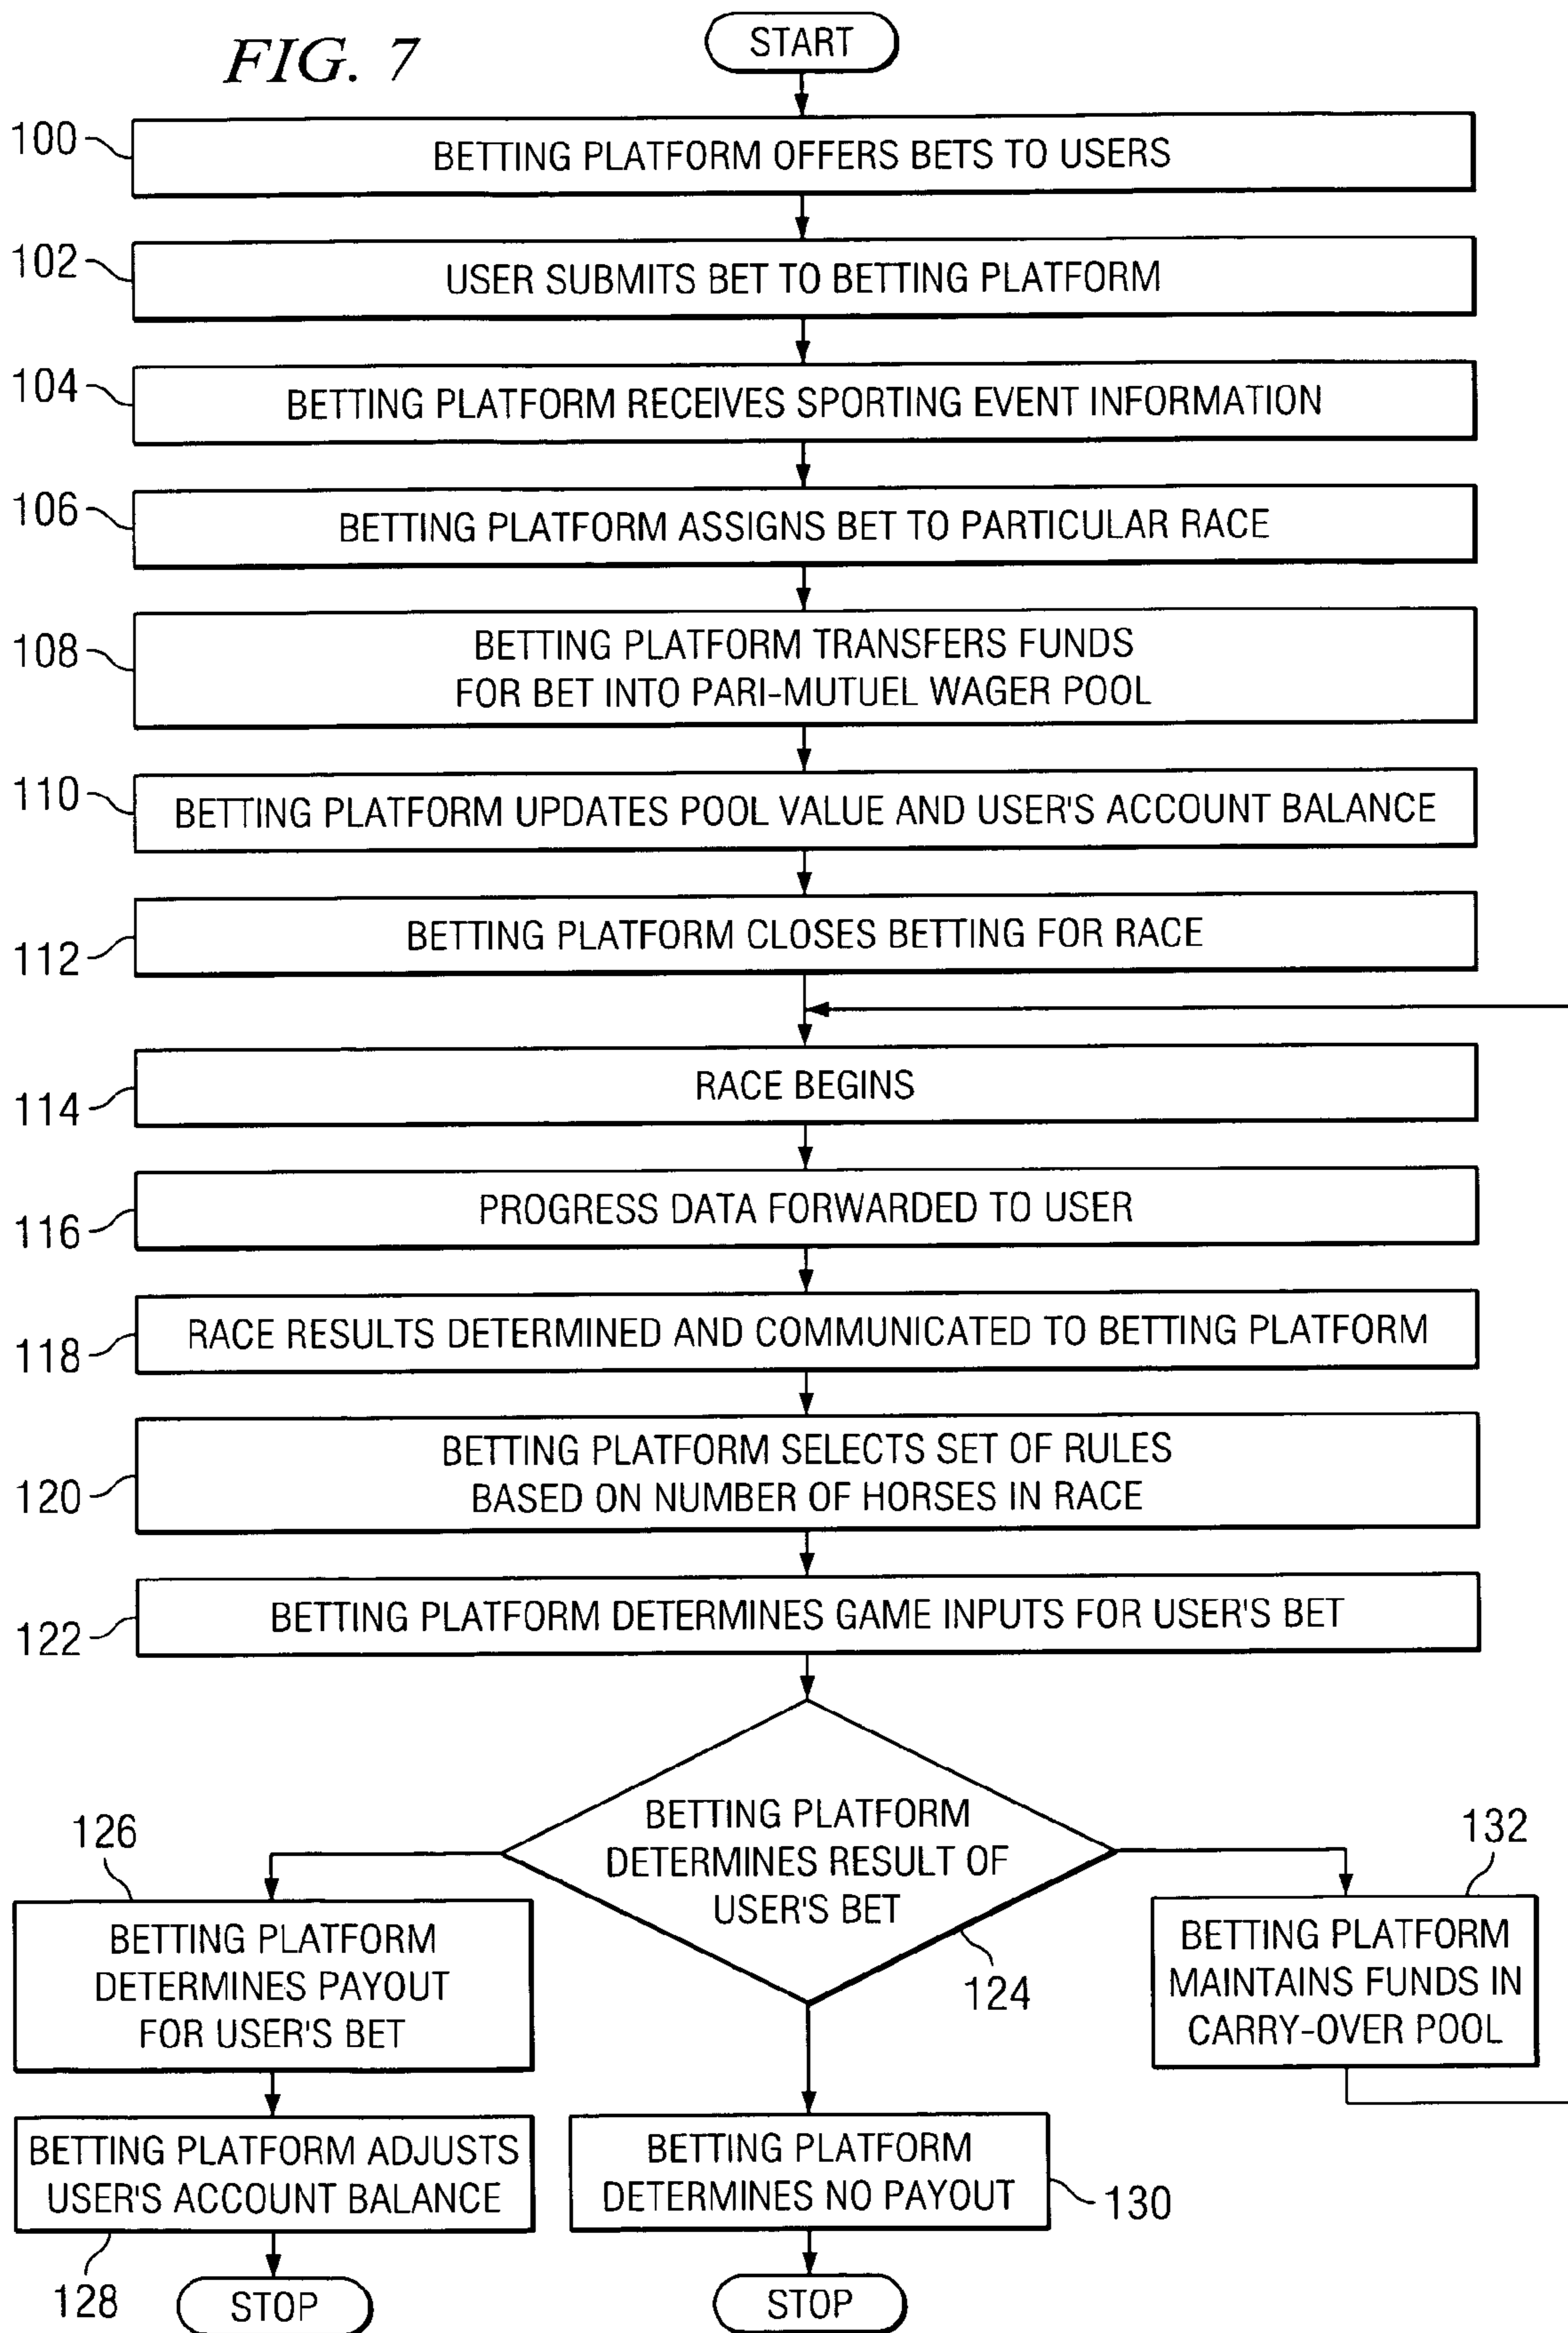 FIG. 7
START
100
BETTING PLATFORM OFFERS BETS TO USERS
102
USER SUBMITS BET TO BETTING PLATFORM
104
BETTING PLATFORM RECEIVES SPORTING EVENT INFORMATION
106
BETTING PLATFORM ASSIGNS BET TO PARTICULAR RACE
108
BETTING PLATFORM TRANSFERS FUNDS
FOR BET INTO PARI-MUTUEL WAGER POOL
110
BETTING PLATFORM UPDATES POOL VALUE AND USER'S ACCOUNT BALANCE
112
BETTING PLATFORM CLOSES BETTING FOR RACE
114
RACE BEGINS
116
PROGRESS DATA FORWARDED TO USER
118
RACE RESULTS DETERMINED AND COMMUNICATED TO BETTING PLATFORM
120
BETTING PLATFORM SELECTS SET OF RULES
BASED ON NUMBER OF HORSES IN RACE
122
BETTING PLATFORM DETERMINES GAME INPUTS FOR USER'S BET
BETTING PLATFORM
DETERMINES RESULT OF
USER'S BET
124
126
BETTING PLATFORM
DETERMINES PAYOUT
FOR USER'S BET
132
BETTING PLATFORM
MAINTAINS FUNDS IN
CARRY-OVER POOL
BETTING PLATFORM ADJUSTS
USER'S ACCOUNT BALANCE
128
STOP
BETTING PLATFORM
DETERMINES NO PAYOUT
130
STOP